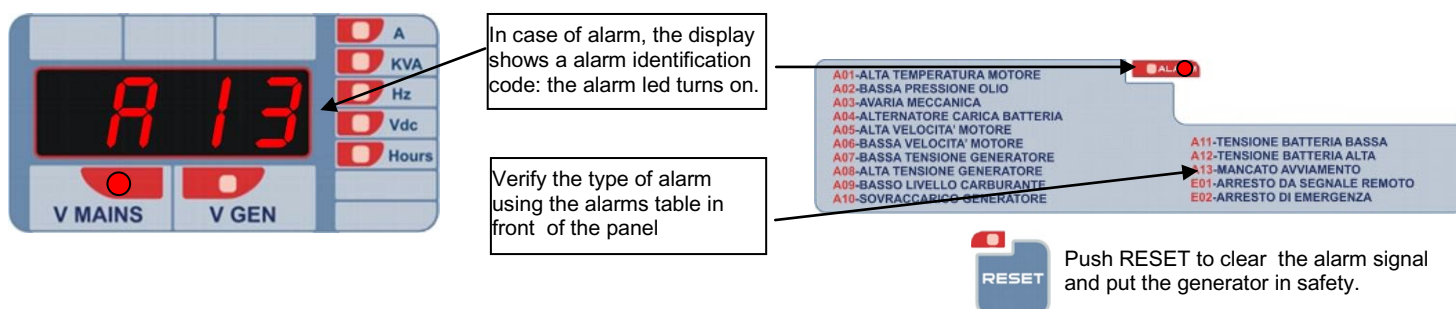 A13
A
KVA
Hz
Vdc
Hours
V MAINS
V GEN
In case of alarm, the display
shows a alarm identification
code: the alarm led turns on.
Verify the type of alarm
using the alarms table in
front of the panel
A01-ALTA TEMPERATURA MOTORE
A02-BASSA PRESSIONE OLIO
A03-AVARIA MECCANICA
A04-ALTERNATORE CARICA BATTERIA
A05-ALTA VELOCITA' MOTORE
A06-BASSA VELOCITA' MOTORE
A07-BASSA TENSIONE GENERATORE
A08-ALTA TENSIONE GENERATORE
A09-BASSO LIVELLO CARBURANTE
A10-SOVRACCARICO GENERATORE
A11-TENSIONE BATTERIA BASSA
A12-TENSIONE BATTERIA ALTA
A13-MANCATO AVVIAMENTO
E01-ARRESTO DA SEGNALE REMOTO
E02-ARRESTO DI EMERGENZA
RESET
Push RESET to clear the alarm signal
and put the generator in safety.